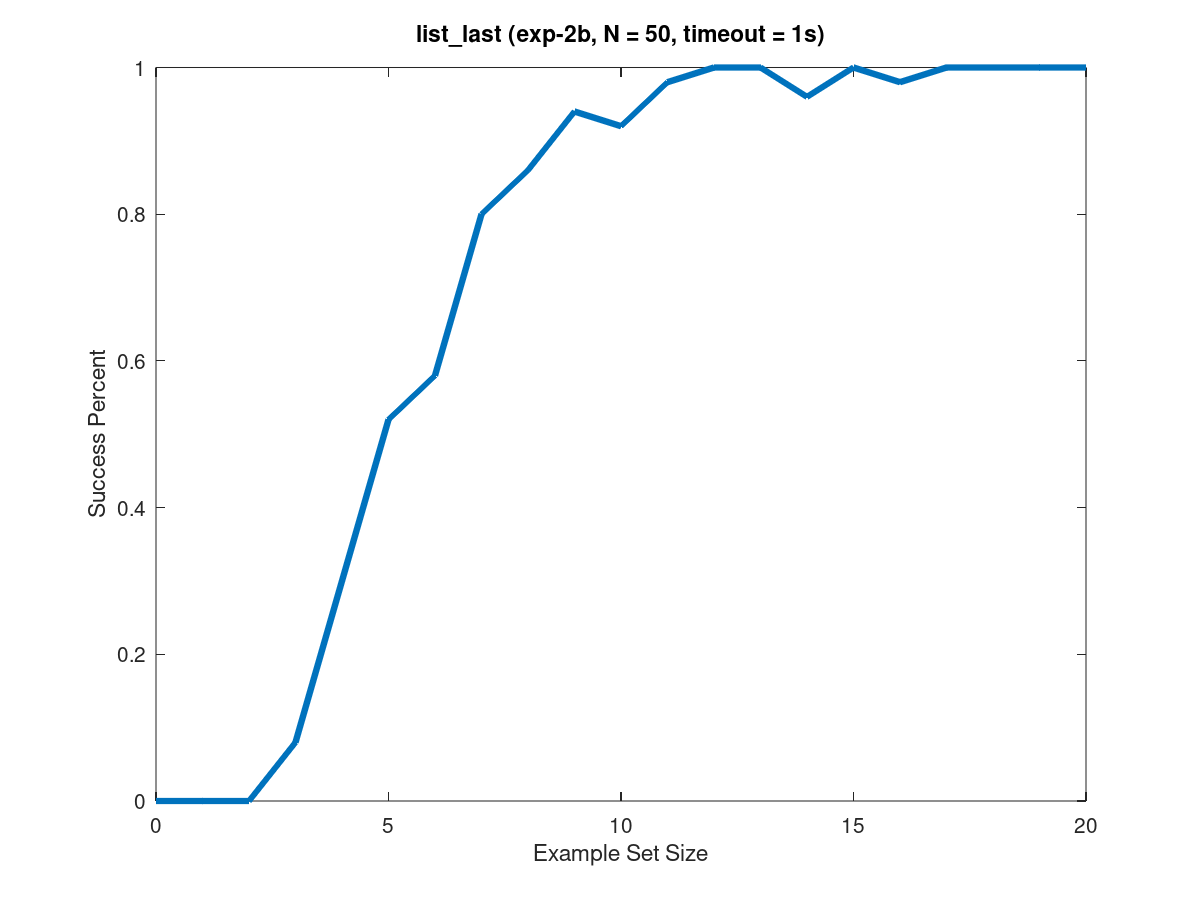 list_last (exp-2b, N = 50, timeout = 1s)
1
0.8
0.6
0.4
0.2
0
Success Percent
0 5 10 15 20
Example Set Size